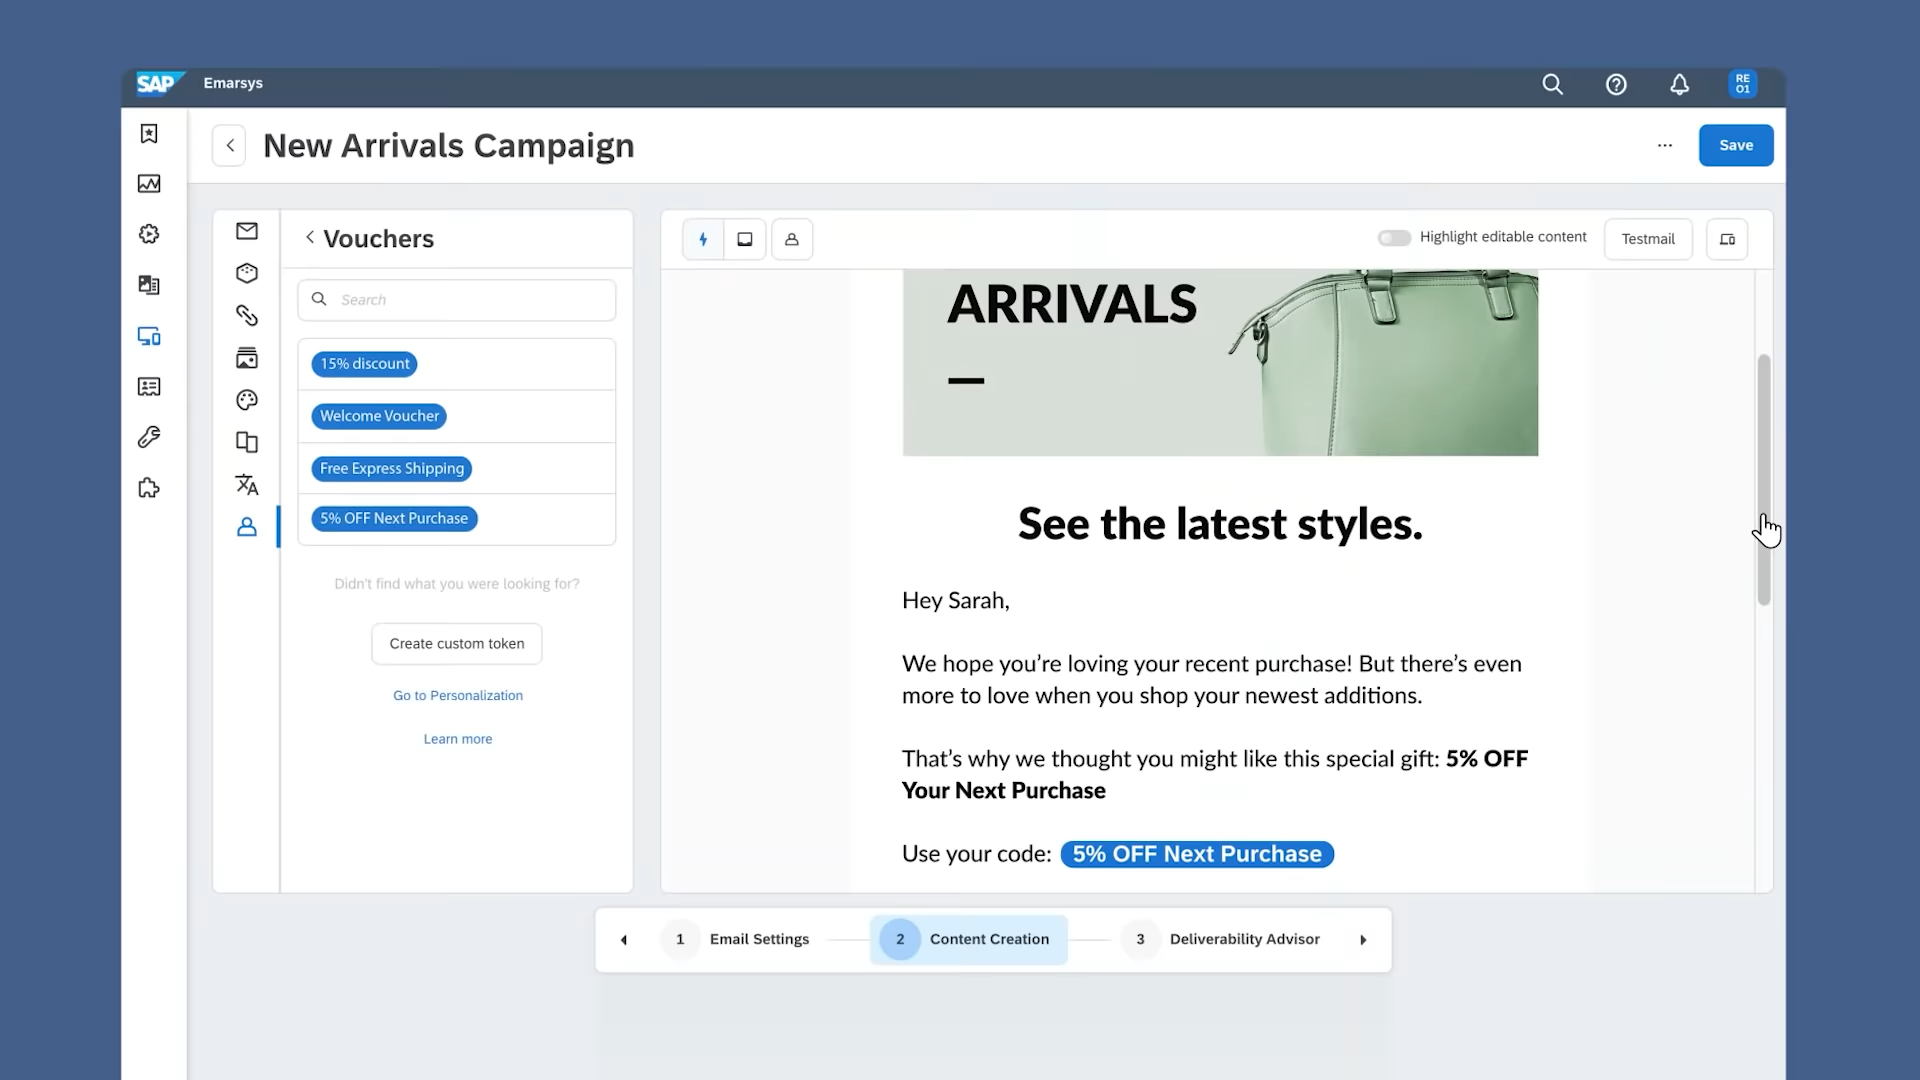 SAP Emarsys
RE
01
New Arrivals Campaign
...
Save
Vouchers
Highlight editable content
Testmail
Search
15% discount
Welcome Voucher
Free Express Shipping
5% OFF Next Purchase
Didn't find what you were looking for?
Create custom token
Go to Personalization
Learn more
ARRIVALS
See the latest styles.
Hey Sarah,
We hope you’re loving your recent purchase! But there’s even
more to love when you shop your newest additions.
That’s why we thought you might like this special gift: 5% OFF
Your Next Purchase
Use your code: 5% OFF Next Purchase
1 Email Settings
2 Content Creation
3 Deliverability Advisor